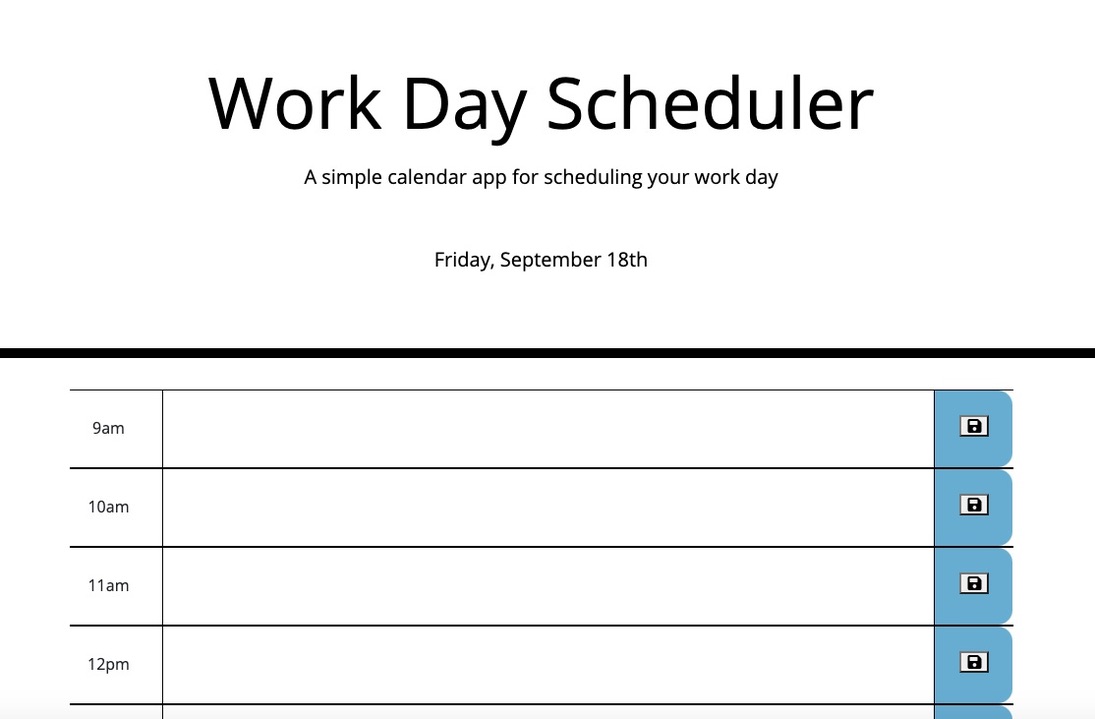 Work Day Scheduler
A simple calendar app for scheduling your work day
Friday, September 18th
9am
10am
11am
12pm